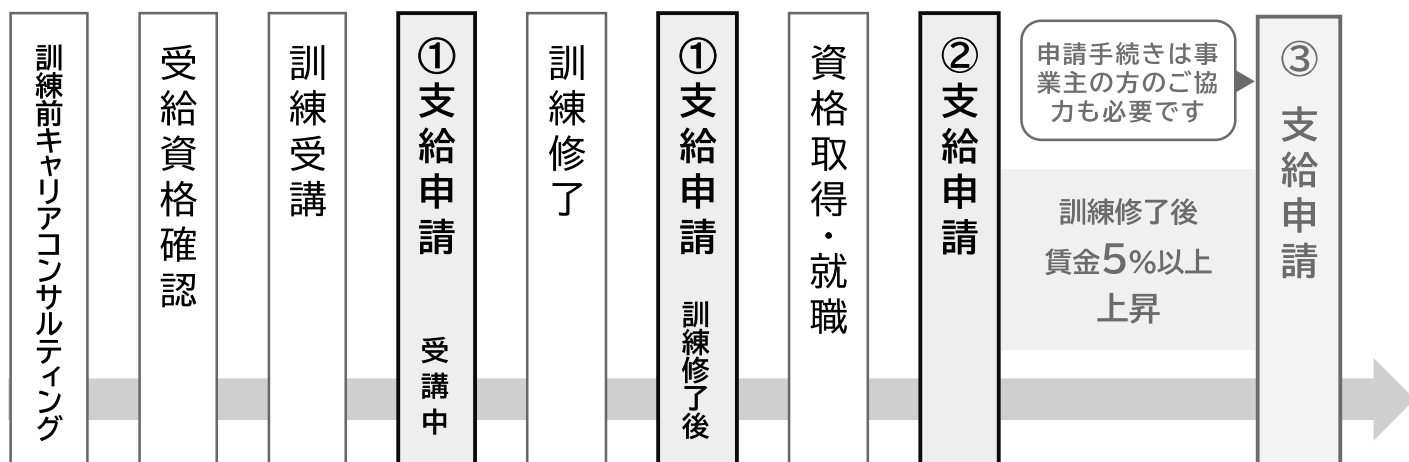 訓練前キャリアコンサルティング
受給資格確認
訓練受講
①支給申請 受講中
訓練修了
①支給申請 訓練修了後
資格取得・就職
②支給申請
申請手続きは事
業主の方のご協
力も必要です
訓練修了後
賃金5%以上
上昇
③支給申請